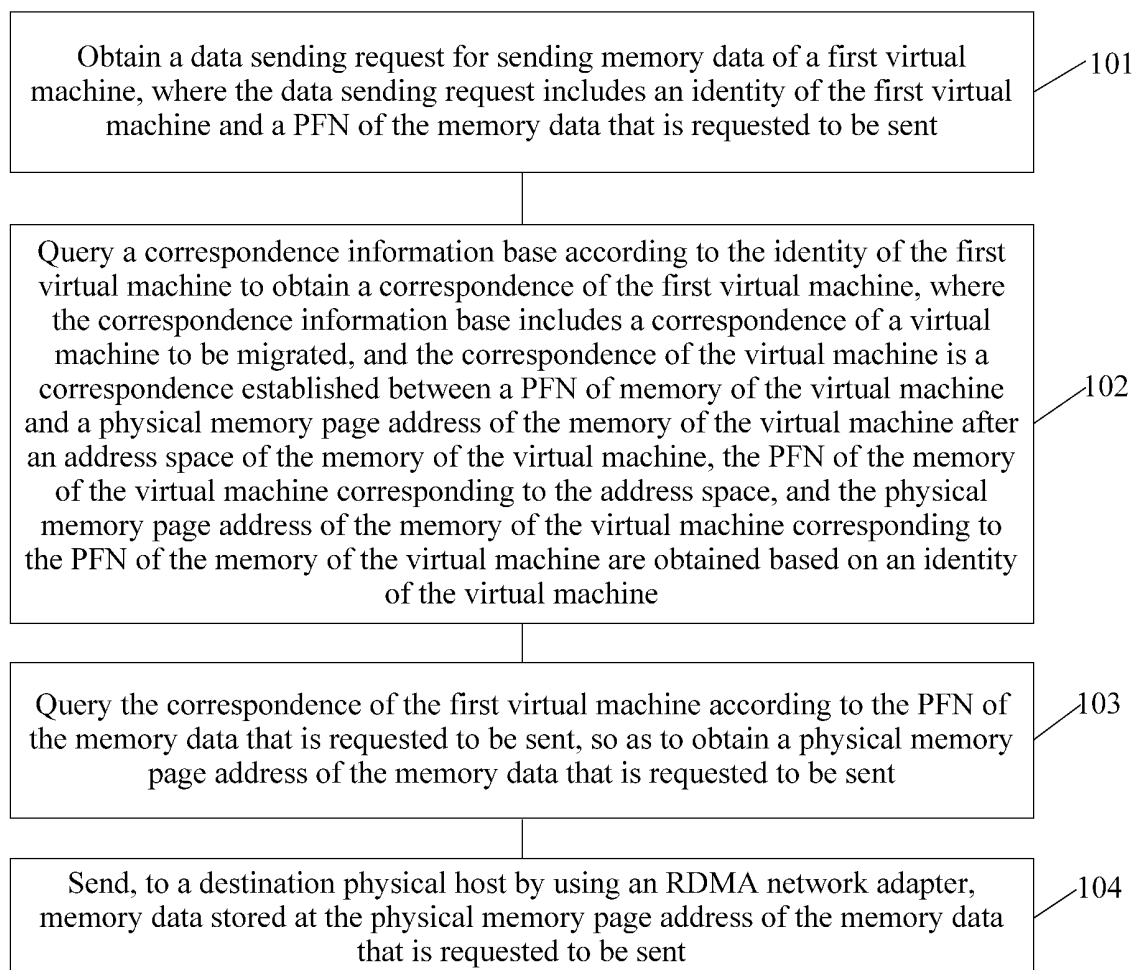 Obtain a data sending request for sending memory data of a first virtual
machine, where the data sending request includes an identity of the first virtual
machine and a PFN of the memory data that is requested to be sent
101
Query a correspondence information base according to the identity of the first
virtual machine to obtain a correspondence of the first virtual machine, where
the correspondence information base includes a correspondence of a virtual
machine to be migrated, and the correspondence of the virtual machine is a
correspondence established between a PFN of memory of the virtual machine
and a physical memory page address of the memory of the virtual machine after
an address space of the memory of the virtual machine, the PFN of the memory
of the virtual machine corresponding to the address space, and the physical
memory page address of the memory of the virtual machine corresponding to
the PFN of the memory of the virtual machine are obtained based on an identity
of the virtual machine
102
Query the correspondence of the first virtual machine according to the PFN of
the memory data that is requested to be sent, so as to obtain a physical memory
page address of the memory data that is requested to be sent
103
Send, to a destination physical host by using an RDMA network adapter,
memory data stored at the physical memory page address of the memory data
that is requested to be sent
104